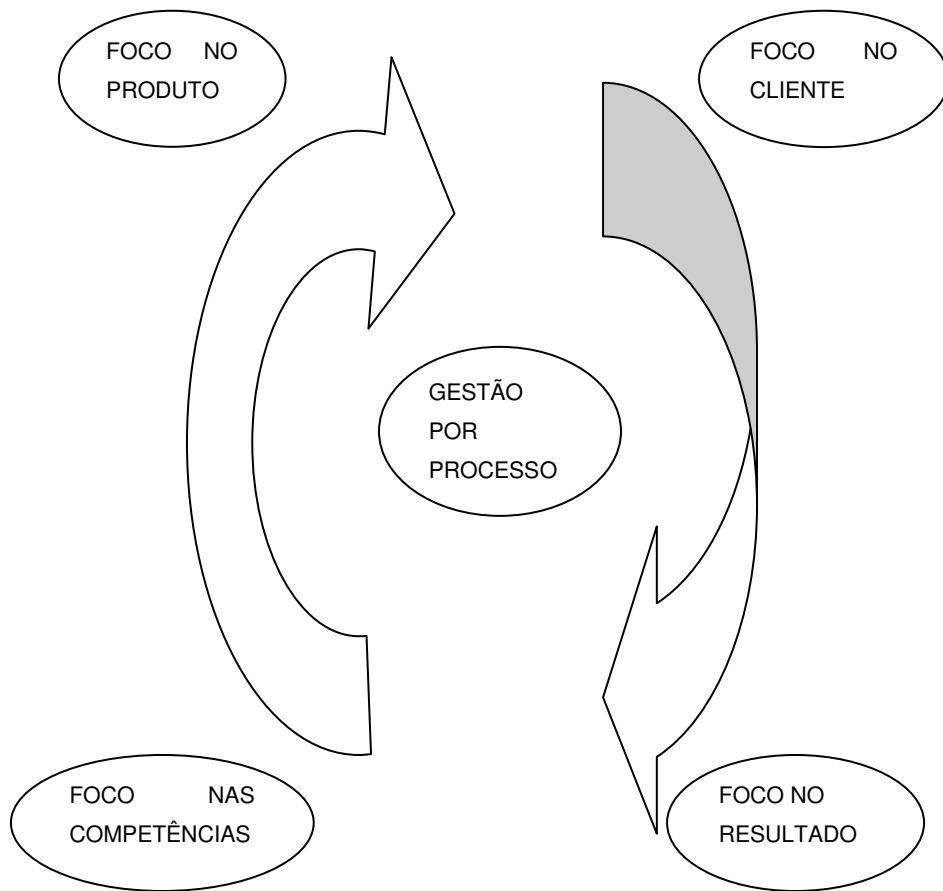 FOCO NO
PRODUTO
FOCO NO
CLIENTE
GESTÃO
POR
PROCESSO
FOCO NAS
COMPETÊNCIAS
FOCO NO
RESULTADO